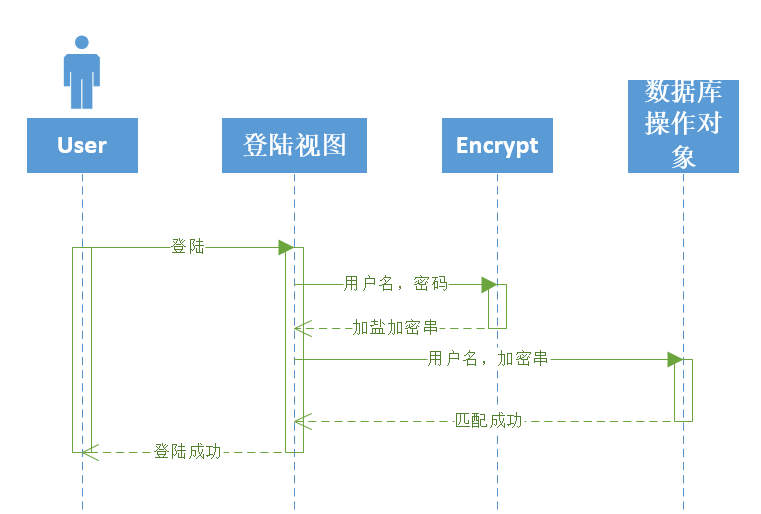 User
登陆视图
Encrypt
数据库
操作对
象
登陆
用户名，密码
加盐加密串
用户名，加密串
匹配成功
登陆成功